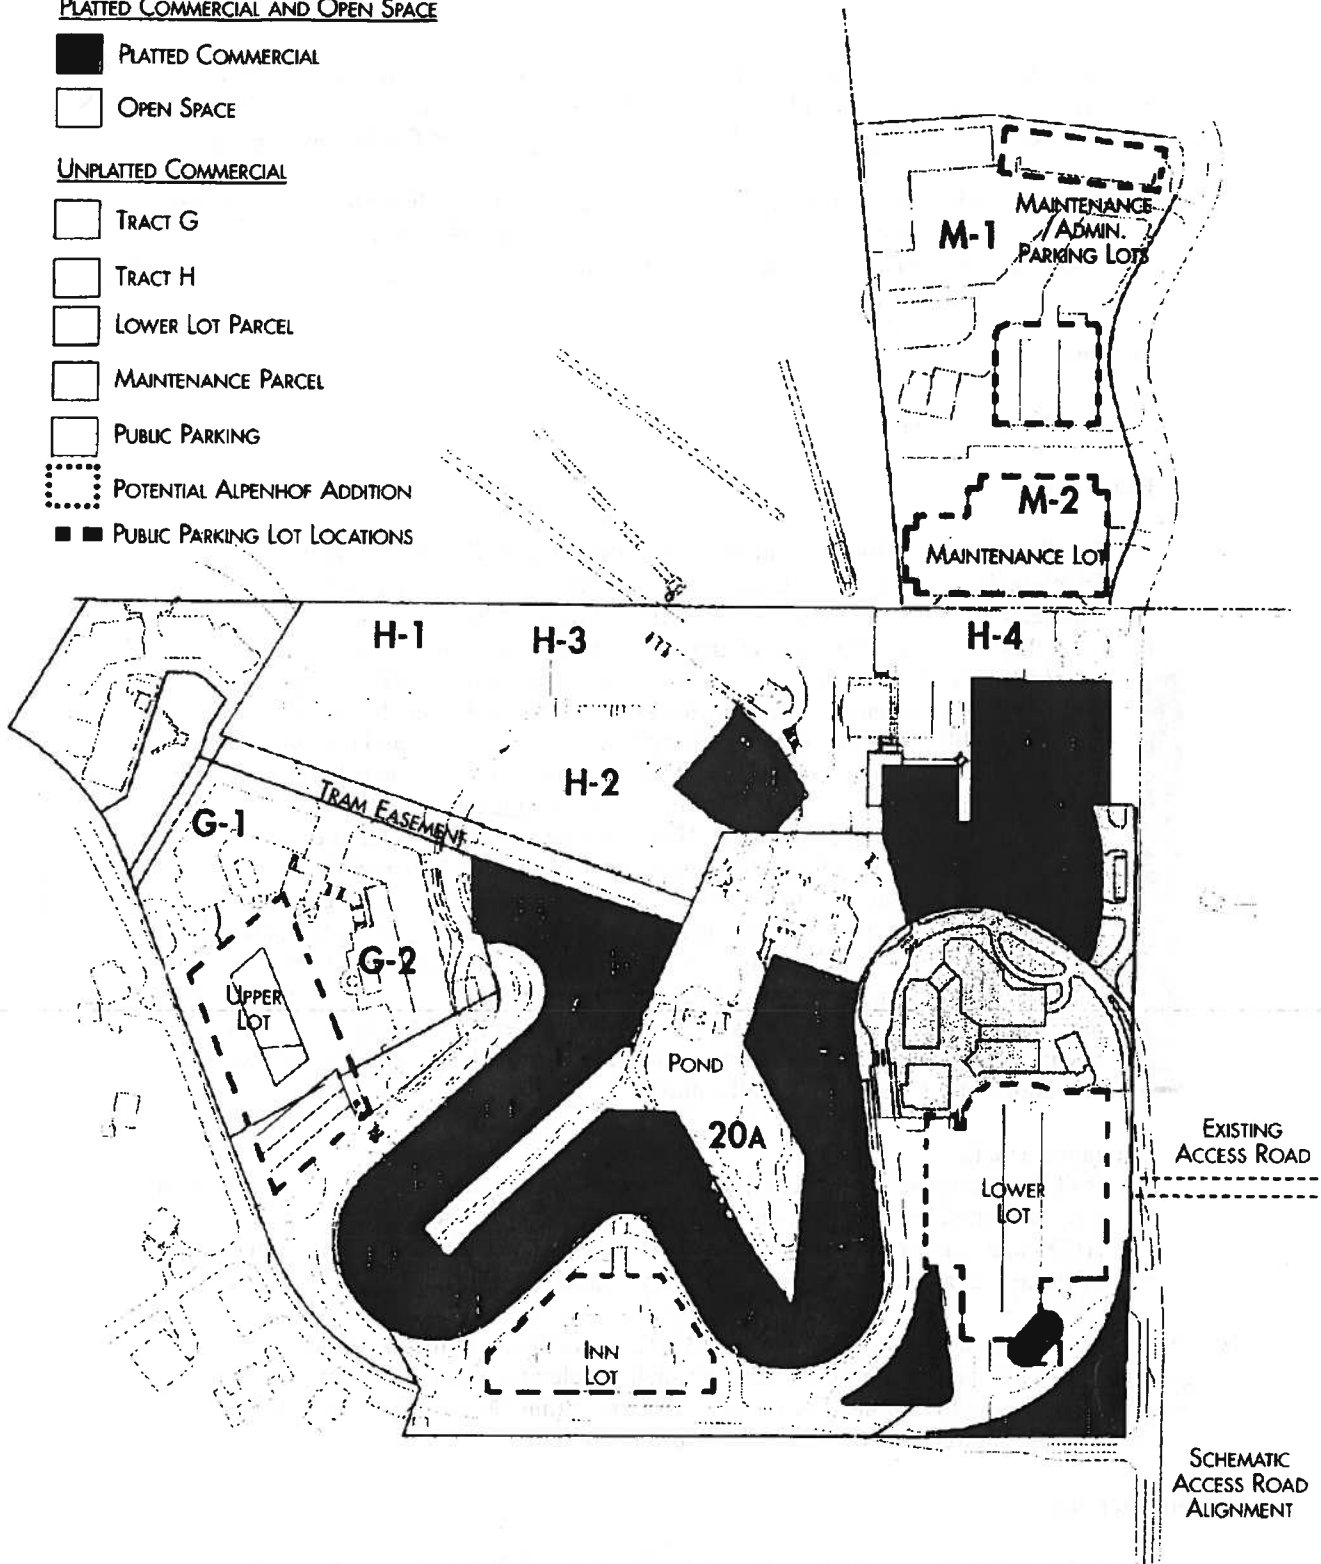 PLATTED COMMERCIAL AND OPEN SPACE
PLATTED COMMERCIAL
OPEN SPACE
UNPLATTED COMMERCIAL
TRACT G
TRACT H
LOWER LOT PARCEL
MAINTENANCE PARCEL
PUBLIC PARKING
POTENTIAL ALPENHOF ADDITION
PUBLIC PARKING LOT LOCATIONS
M-1
MAINTENANCE
ADMIN.
PARKING LOTS
M-2
MAINTENANCE LOT
H-1
H-3
H-4
H-2
TRAM EASEMENT
G-1
G-2
UPPER
LOT
POND
20A
LOWER
LOT
INN
LOT
EXISTING
ACCESS ROAD
SCHEMATIC
ACCESS ROAD
ALIGNMENT